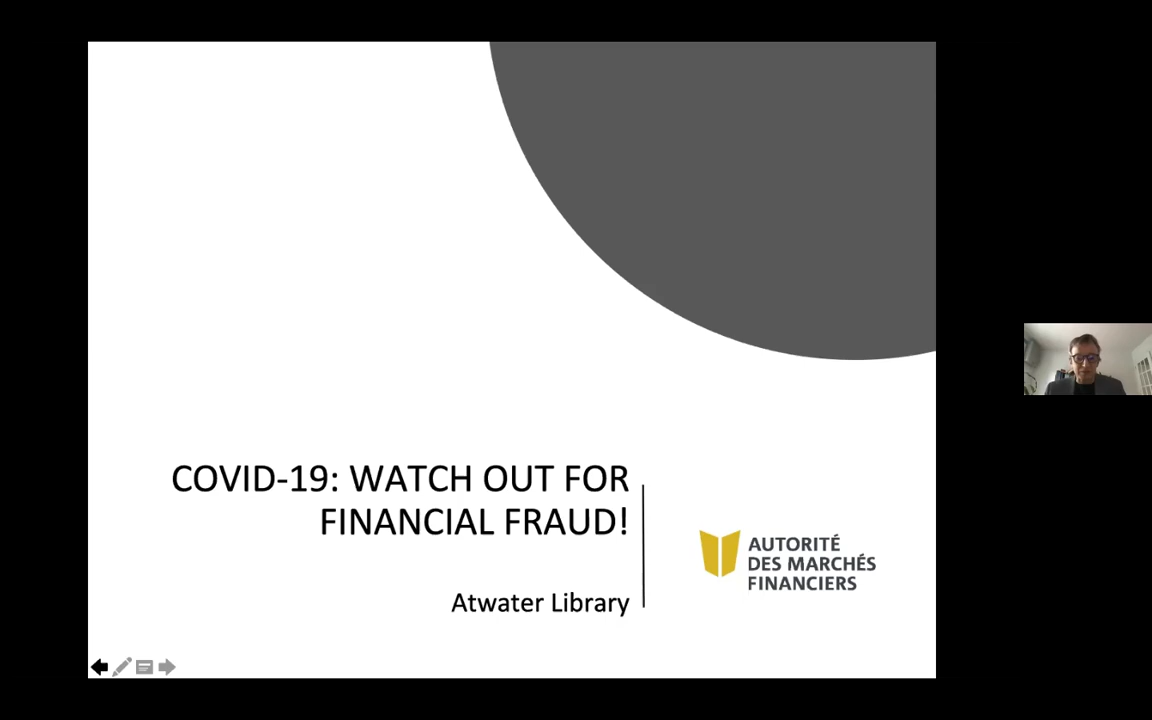 COVID-19: WATCH OUT FOR
FINANCIAL FRAUD!
Atwater Library
AUTORITÉ
DES MARCHÉS
FINANCIERS